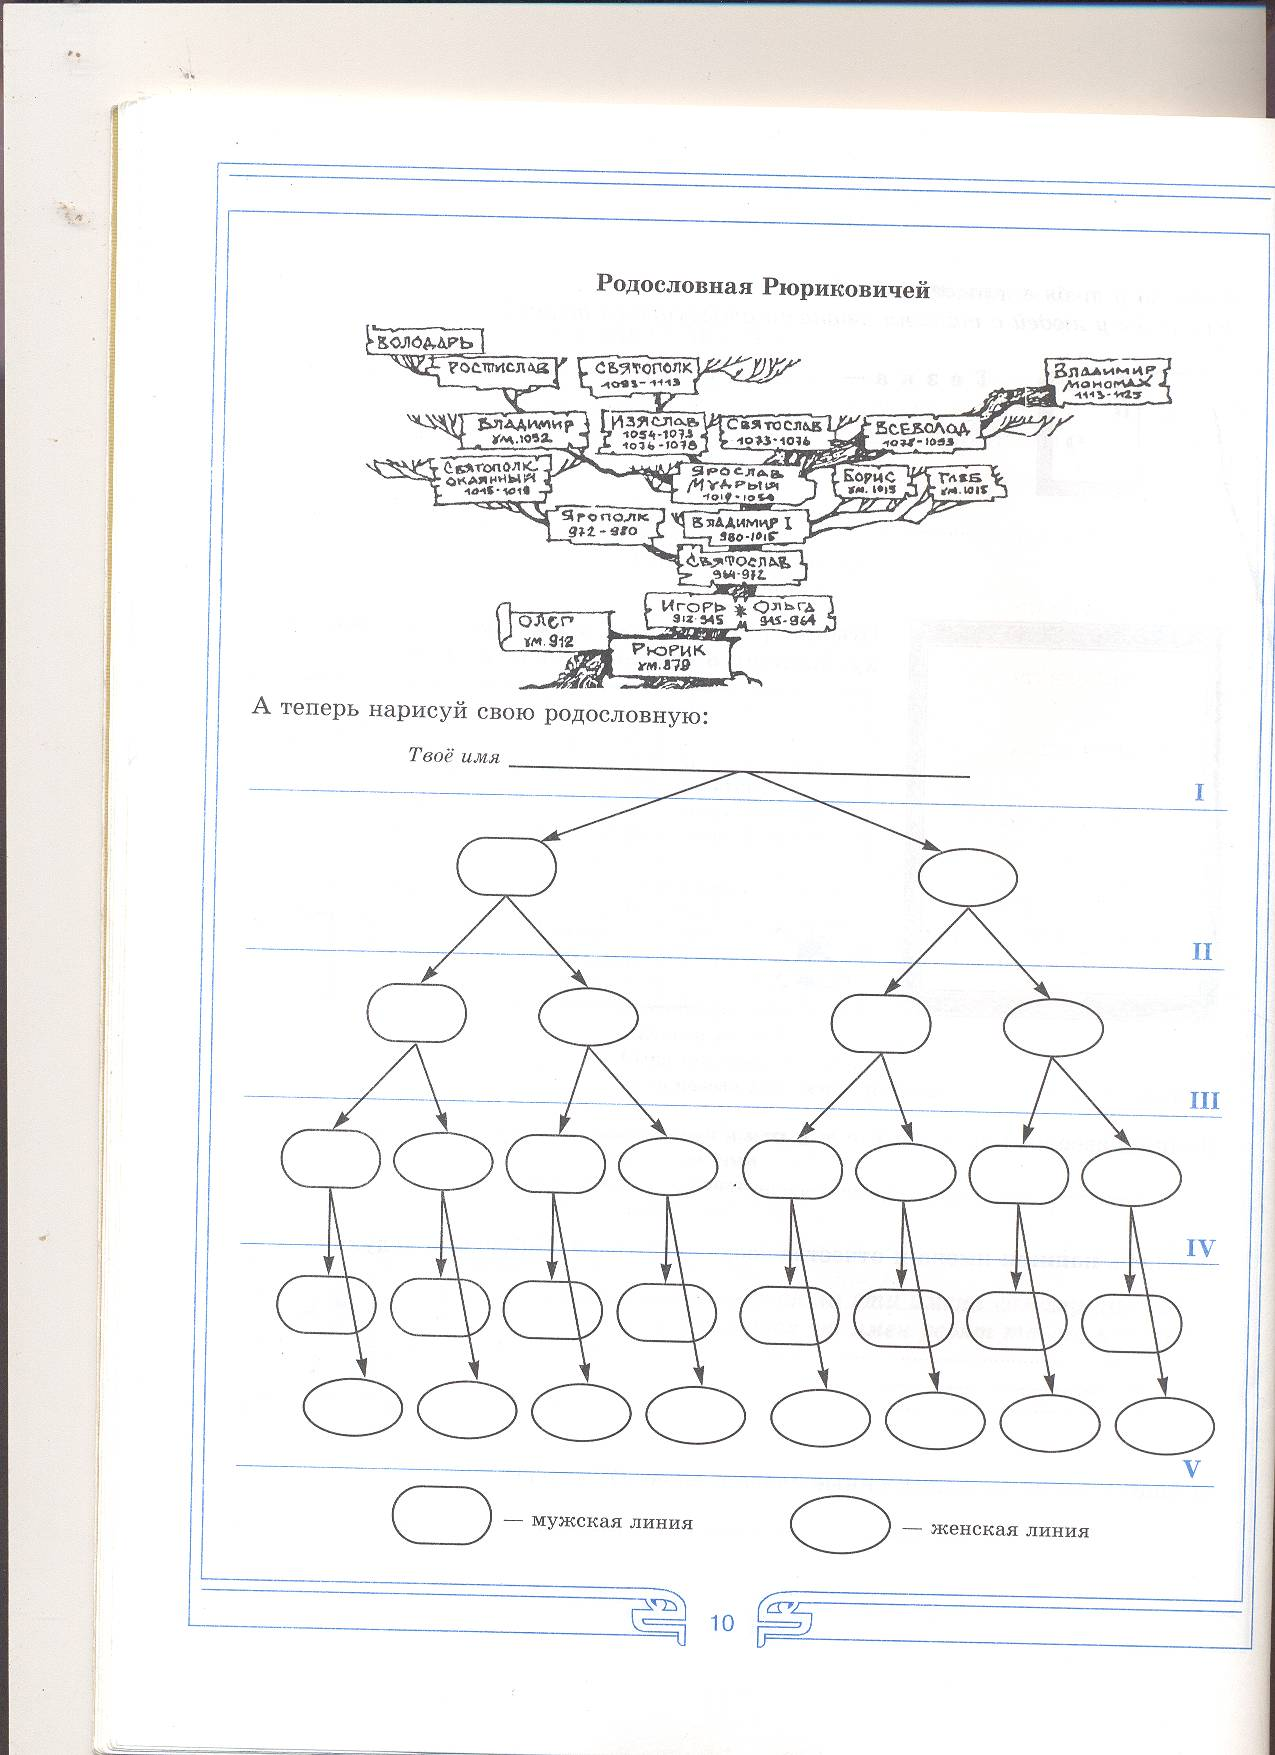 Родословная Рюриковичей
ВОЛОДАРЬ
РОСТИСЛАВ
СВЯТОПОЛК
1093-1113
ВЛАДИМИР
МОНОМАХ
1113-1125
ВЛАДИМИР
УМ.1052
ИЗЯСЛАВ
1054-1073
1076-1078
СВЯТОСЛАВ
1073-1076
ВСЕВОЛОД
1078-1093
СВЯТОПОЛК
ОКАЯННЫЙ
1015-1019
ЯРОСЛАВ
МУДРЫЙ
1019-1054
БОРИС
УМ.1015
ГЛЕБ
УМ.1015
ЯРОПОЛК
972-980
ВЛАДИМИР I
980-1015
СВЯТОСЛАВ
964-972
ИГОРЬ
912-945
ОЛЬГА
945-964
ОЛЕГ
УМ.912
РЮРИК
УМ.879
А теперь нарисуй свою родословную:
Твоё имя
I
II
III
IV
V
— мужская линия
— женская линия
10